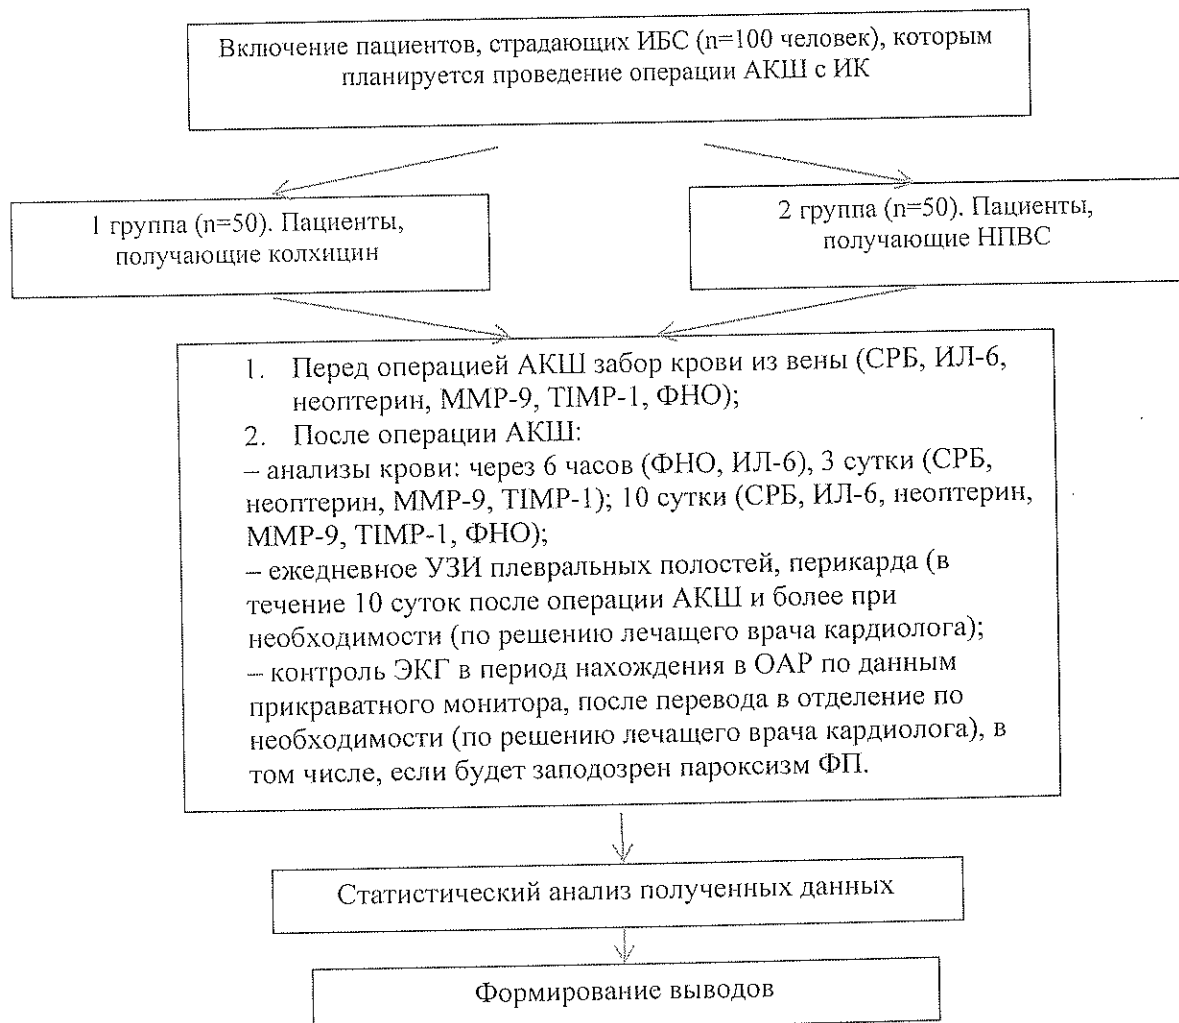 Включение пациентов, страдающих ИБС (n=100 человек), которым
планируется проведение операции АКШ с ИК
1 группа (n=50). Пациенты,
получающие колхицин
2 группа (n=50). Пациенты,
получающие НПВС
1. Перед операцией АКШ забор крови из вены (СРБ, ИЛ-6,
неоптерин, ММР-9, TIMP-1, ФНО);
2. После операции АКШ:
– анализы крови: через 6 часов (ФНО, ИЛ-6), 3 сутки (СРБ,
неоптерин, ММР-9, TIMP-1); 10 сутки (СРБ, ИЛ-6, неоптерин,
ММР-9, TIMP-1, ФНО);
– ежедневное УЗИ плевральных полостей, перикарда (в
течение 10 суток после операции АКШ и более при
необходимости (по решению лечащего врача кардиолога);
– контроль ЭКГ в период нахождения в ОАР по данным
прикраватного монитора, после перевода в отделение по
необходимости (по решению лечащего врача кардиолога), в
том числе, если будет заподозрен пароксизм ФП.
Статистический анализ полученных данных
Формирование выводов